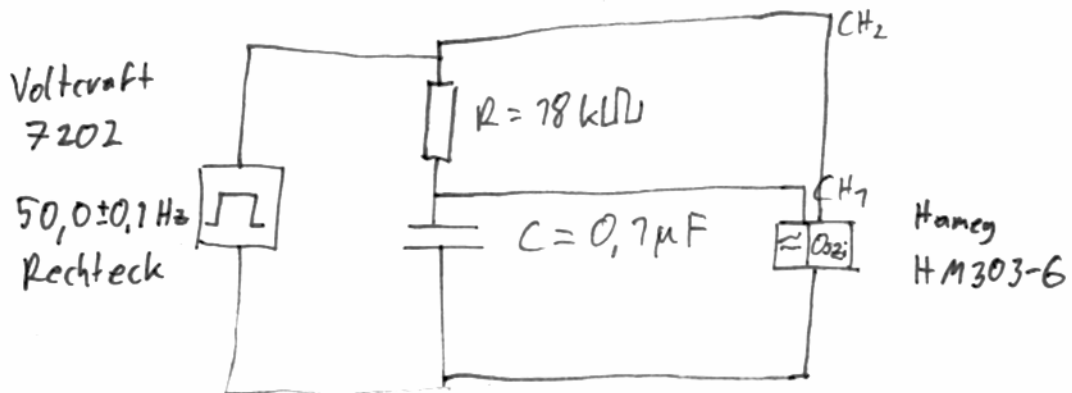 CH₂
Voltcraft
7202
R = 18 kΩ
50,0±0,1 Hz
Rechteck
CH₁
C = 0,1 µF
≈ Oszi
Hameg
HM303-6